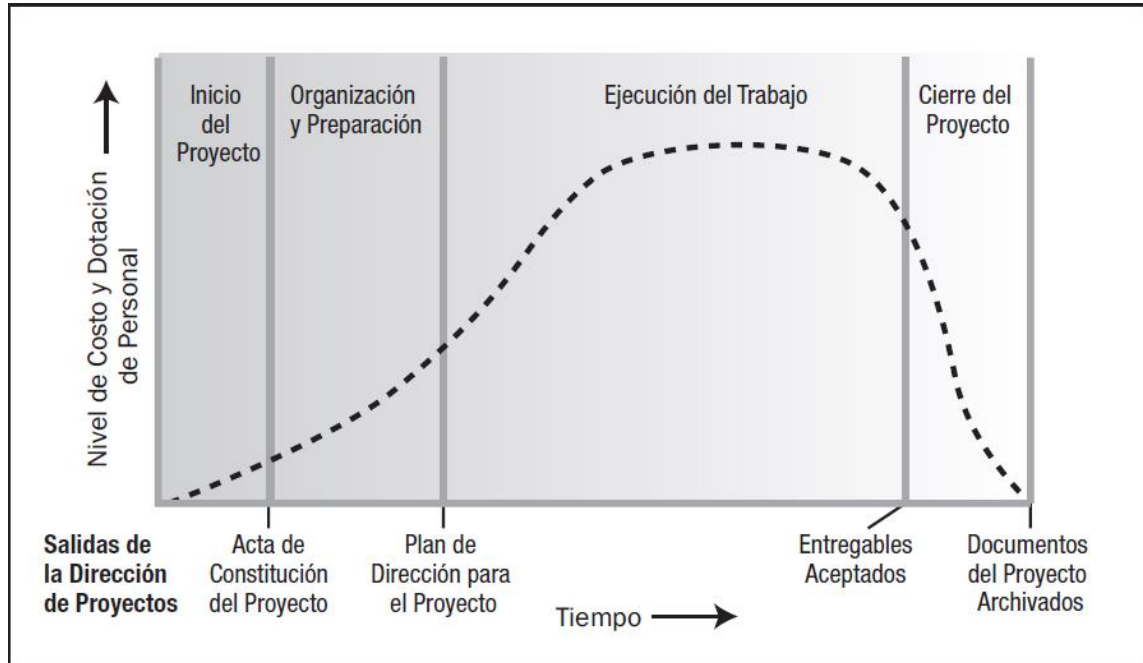 Inicio
del
Proyecto
Organización
y Preparación
Ejecución del Trabajo
Cierre del
Proyecto
Nivel de Costo y Dotación
de Personal
Salidas de
la Dirección
de Proyectos
Acta de
Constitución
del Proyecto
Plan de
Dirección para
el Proyecto
Entregables
Aceptados
Documentos
del Proyecto
Archivados
Tiempo